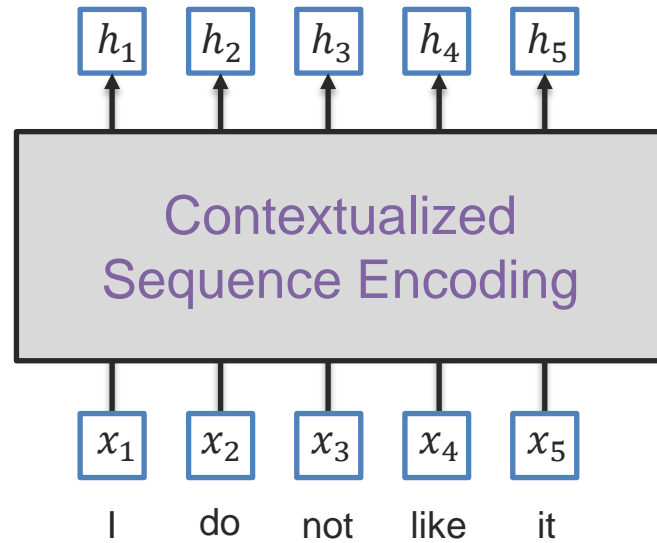 h₁ h₂ h₃ h₄ h₅
Contextualized
Sequence Encoding
x₁ x₂ x₃ x₄ x₅
I do not like it